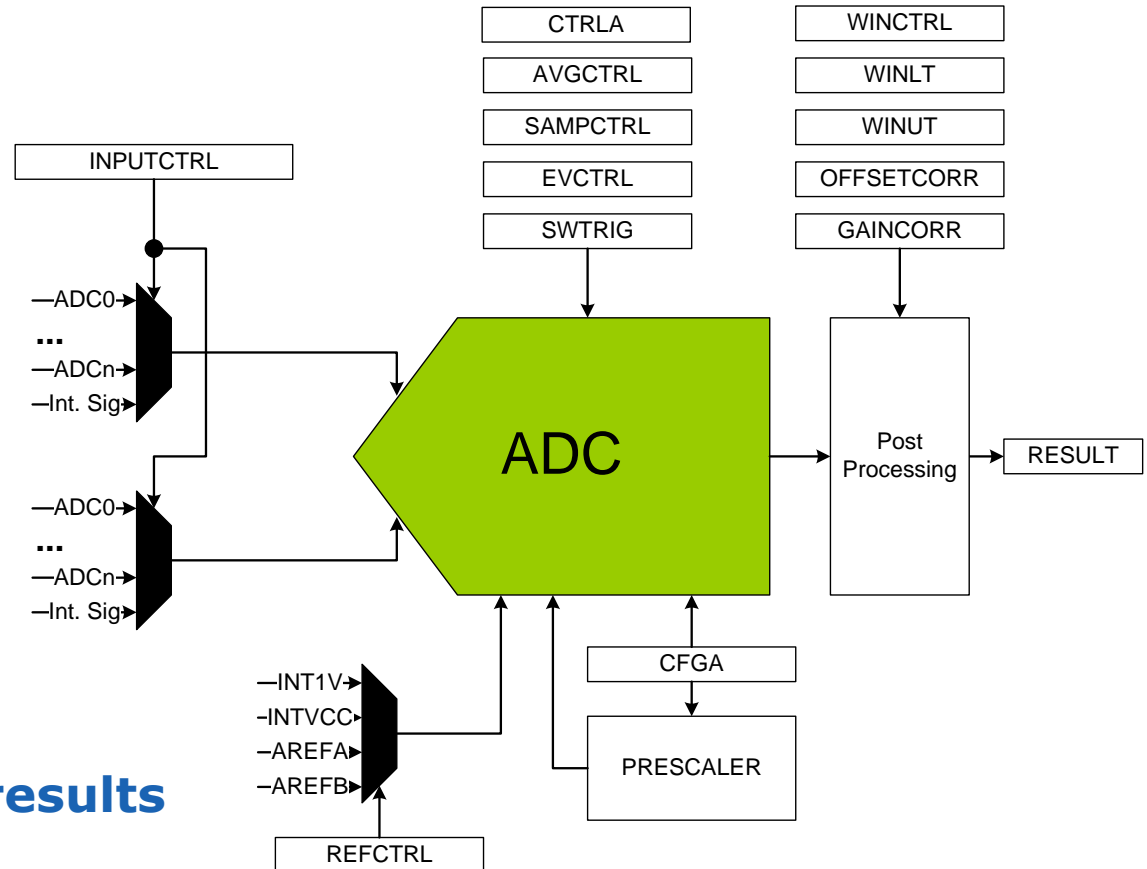 CTRLA
AVGCTRL
SAMPCTRL
EVCTRL
SWTRIG
WINCTRL
WINLT
WINUT
OFFSETCORR
GAINCORR
INPUTCTRL
ADC0
...
ADCn
Int. Sig
ADC0
...
ADCn
Int. Sig
ADC
Post
Processing
RESULT
CFGA
PRESCALER
INT1V
INTVCC
AREFA
AREFB
REFCTRL
results